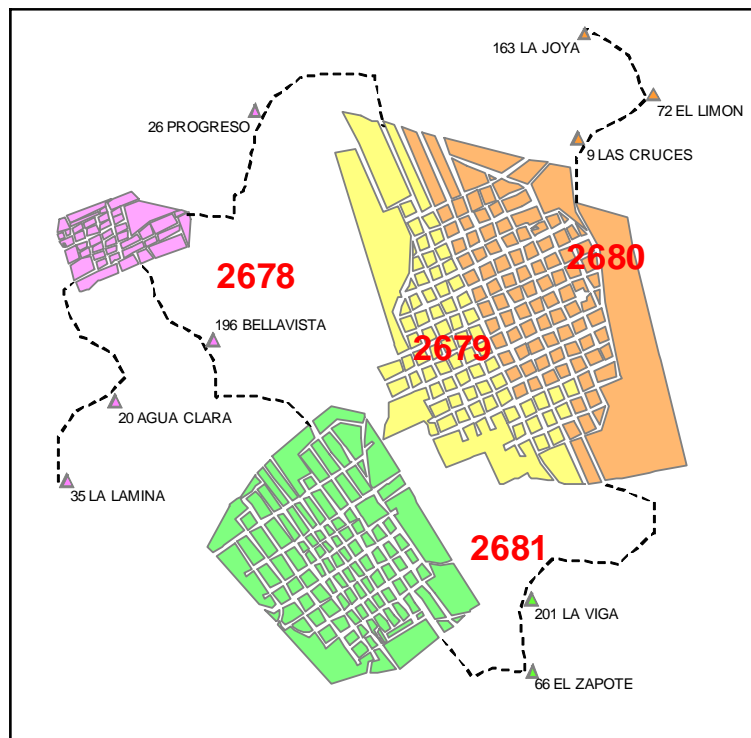 163 LA JOYA
72 EL LIMON
26 PROGRESO
9 LAS CRUCES
2680
2678
196 BELLAVISTA
2679
20 AGUA CLARA
35 LA LAMINA
2681
201 LA VIGA
66 EL ZAPOTE